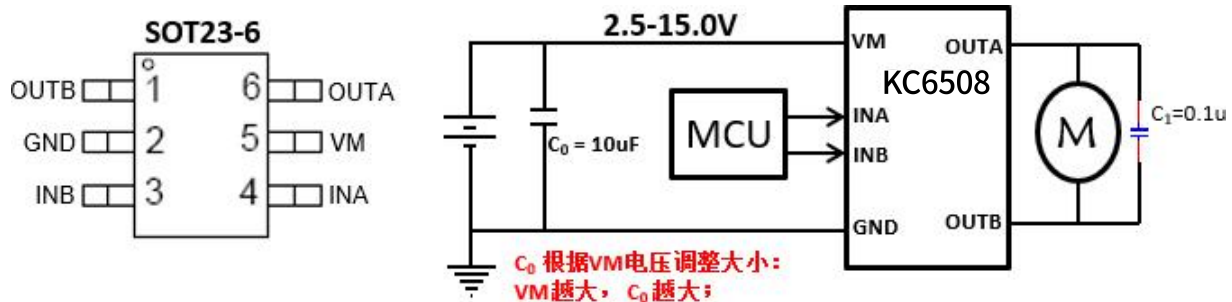 SOT23-6
OUTB 1 6 OUTA
GND 2 5 VM
INB 3 4 INA
2.5-15.0V
VM OUTA
KC6508
C₀ = 10uF
MCU
INA
INB
M
C₁=0.1u
GND OUTB
C₀ 根据VM电压调整大小：
VM越大，C₀越大；